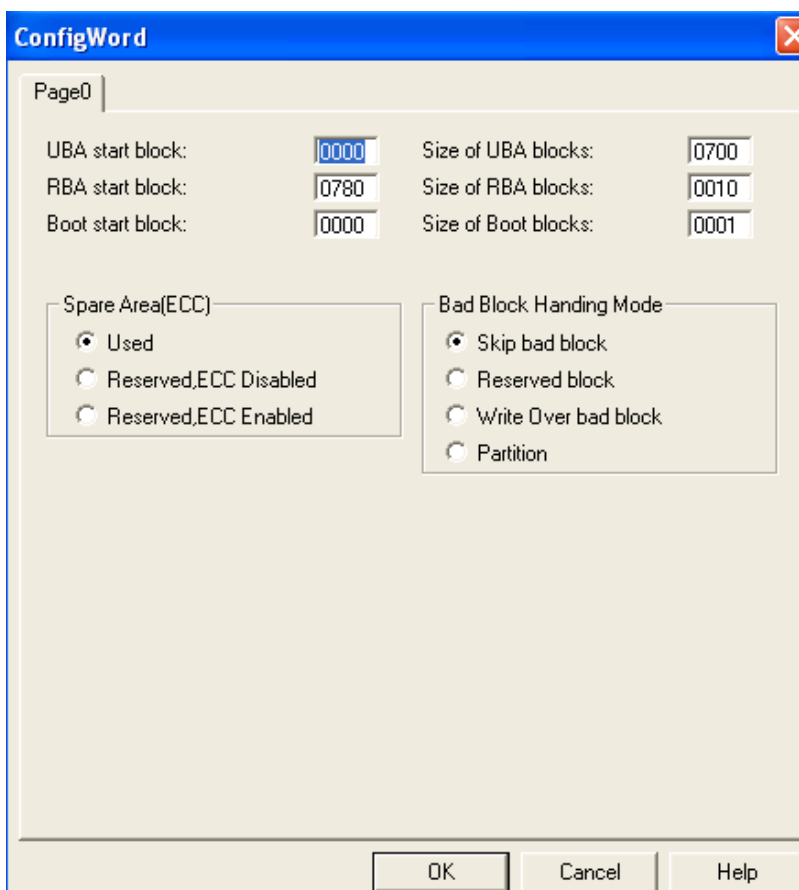 ConfigWord
Page0
UBA start block: 0000 Size of UBA blocks: 0700
RBA start block: 0780 Size of RBA blocks: 0010
Boot start block: 0000 Size of Boot blocks: 0001
Spare Area(ECC)
Used
Reserved,ECC Disabled
Reserved,ECC Enabled
Bad Block Handing Mode
Skip bad block
Reserved block
Write Over bad block
Partition
OK Cancel Help